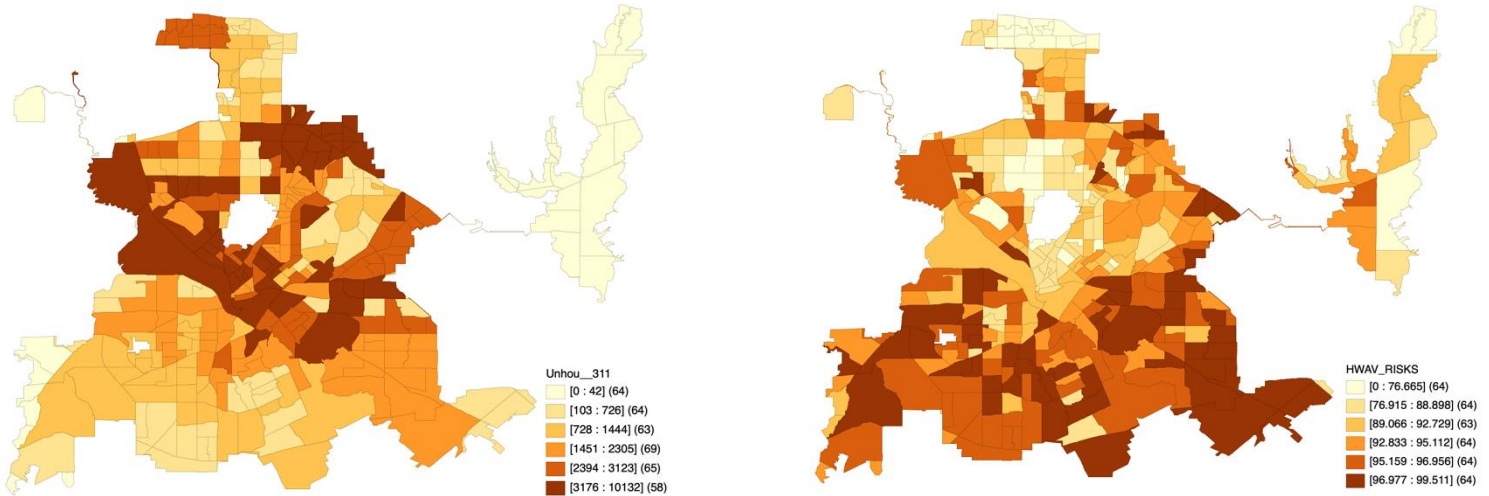 Unhou__311
[0 : 42] (64)
[103 : 726] (64)
[728 : 1444] (63)
[1451 : 2305] (69)
[2394 : 3123] (65)
[3176 : 10132] (58)
HWAV_RISKS
[0 : 76.665] (64)
[76.915 : 88.898] (64)
[89.066 : 92.729] (63)
[92.833 : 95.112] (64)
[95.159 : 96.956] (64)
[96.977 : 99.511] (64)